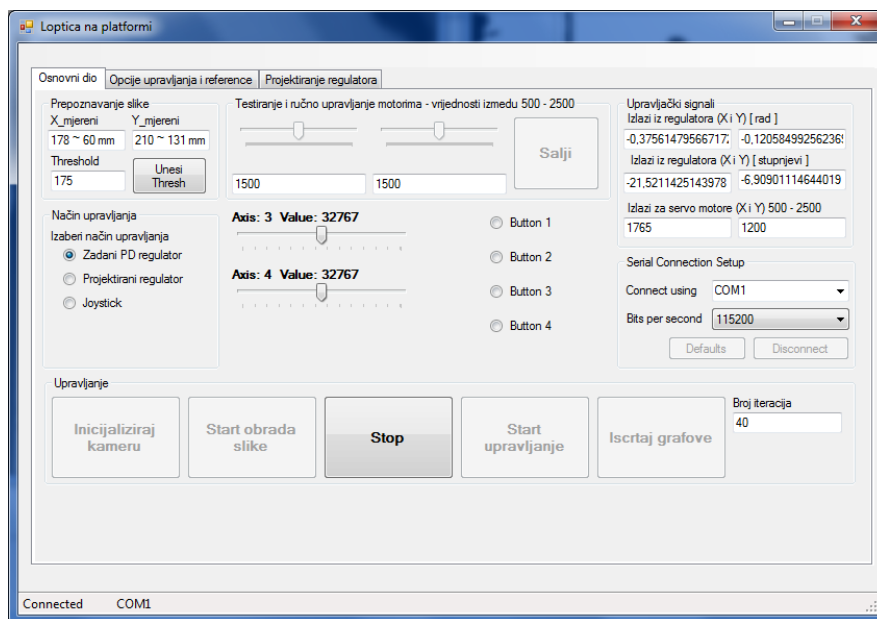 Loptica na platformi
Osnovni dio
Opcije upravljanja i reference
Projektiranje regulatora
Prepoznavanje slike
X_mjereni
Y_mjereni
178 ~ 60 mm
210 ~ 131 mm
Threshold
175
Unesi
Thresh
Testiranje i ručno upravljanje motorima - vrijednosti između 500 - 2500
1500
1500
Salji
Upravljački signali
Izlazi iz regulatora (X i Y) [ rad ]
-0,37561479566717
-0,12058499256236
Izlazi iz regulatora (X i Y) [ stupnjevi ]
-21,5211425143978
-6,90901114644019
Izlazi za servo motore (X i Y) 500 - 2500
1765
1200
Način upravljanja
Izaberi način upravljanja
Zadani PD regulator
Projektirani regulator
Joystick
Axis: 3 Value: 32767
Axis: 4 Value: 32767
Button 1
Button 2
Button 3
Button 4
Serial Connection Setup
Connect using
COM1
Bits per second
115200
Defaults
Disconnect
Upravljanje
Inicijaliziraj
kameru
Start obrada
slike
Stop
Start
upravljanje
Iscrtaj grafove
Broj iteracija
40
Connected
COM1